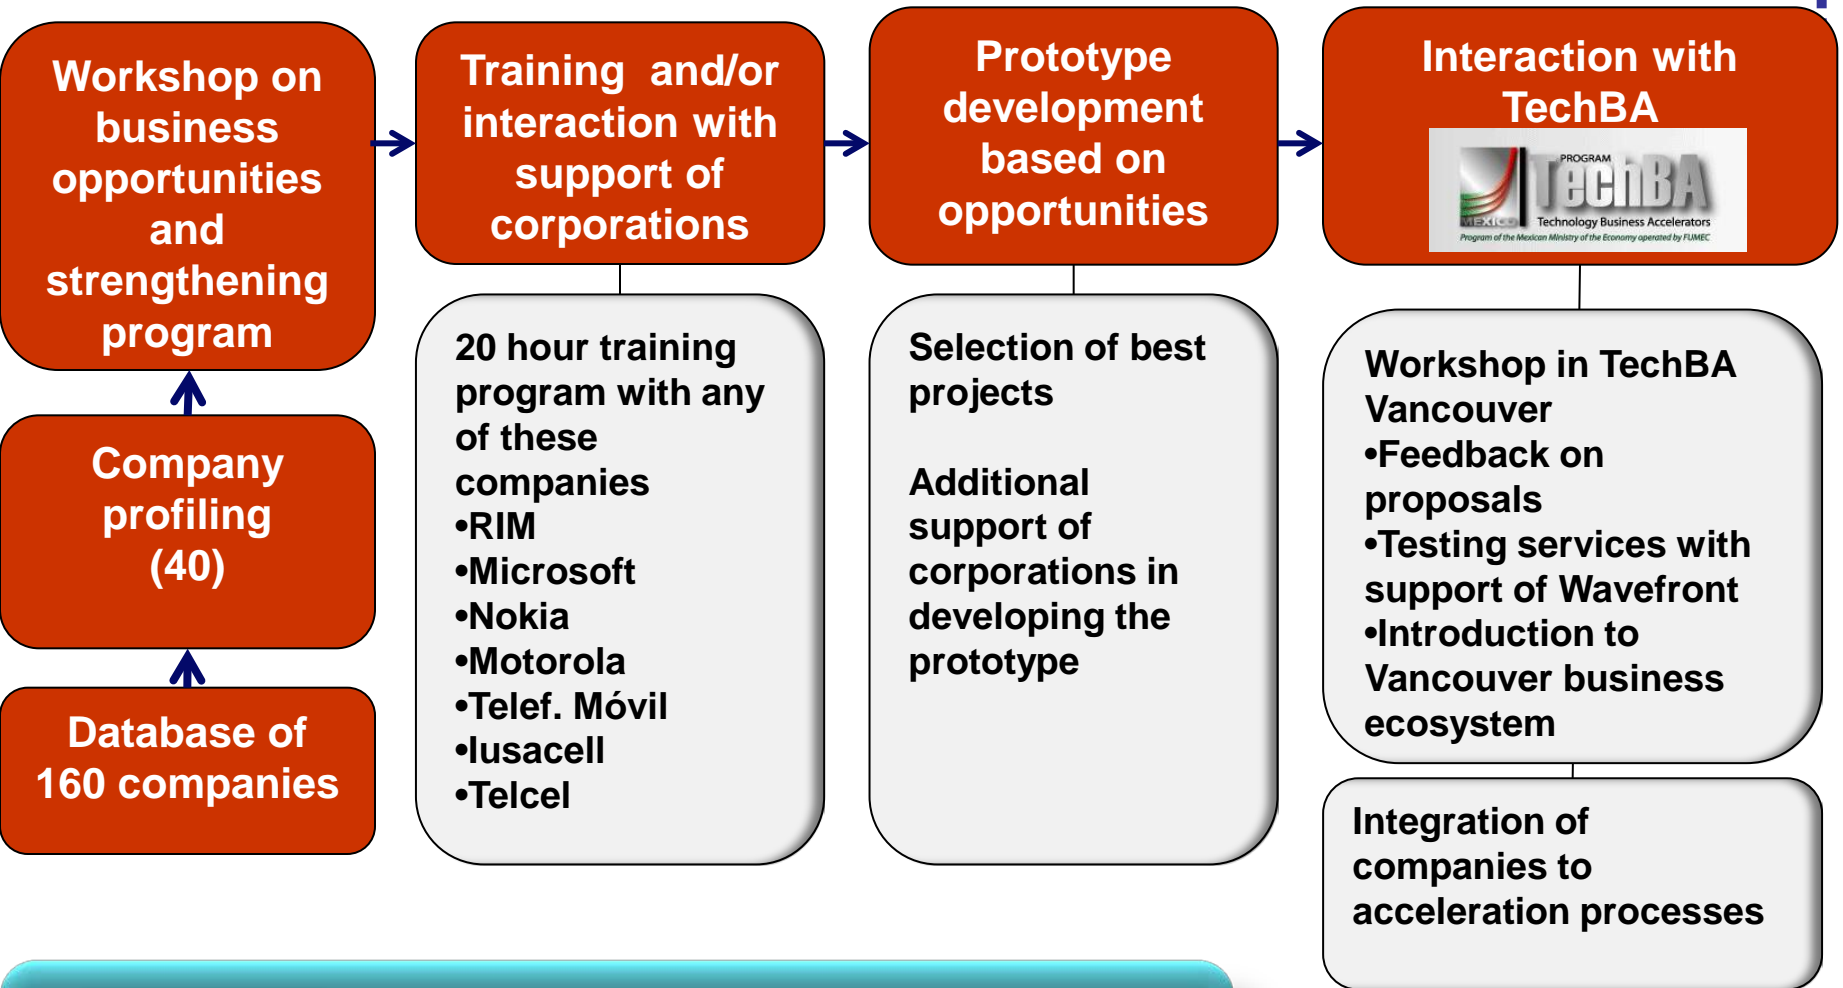 Workshop on
business
opportunities
and
strengthening
program
Company
profiling
(40)
Database of
160 companies
Training and/or
interaction with
support of
corporations
20 hour training
program with any
of these
companies
•RIM
•Microsoft
•Nokia
•Motorola
•Telef. Móvil
•Iusacell
•Telcel
Prototype
development
based on
opportunities
Selection of best
projects
Additional
support of
corporations in
developing the
prototype
Interaction with
TechBA
PROGRAM
TechBA
MEXICO
Technology Business Accelerators
Program of the Mexican Ministry of the Economy operated by FUMEC
Workshop in TechBA
Vancouver
•Feedback on
proposals
•Testing services with
support of Wavefront
•Introduction to
Vancouver business
ecosystem
Integration of
companies to
acceleration processes